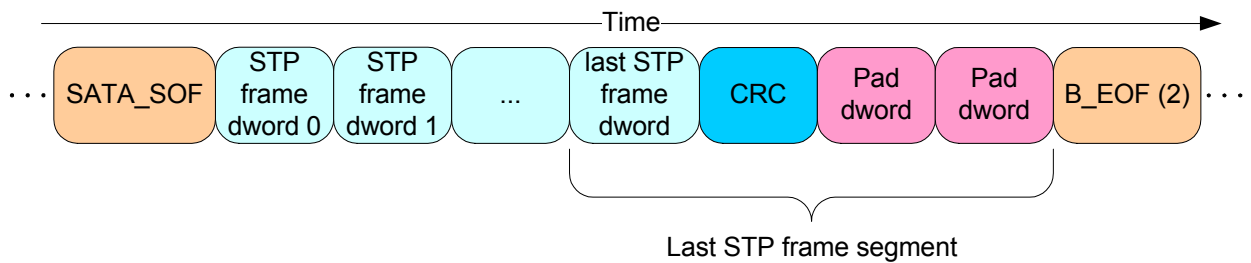 Time
. . . SATA_SOF
STP
frame
dword 0
STP
frame
dword 1
...
last STP
frame
dword
CRC
Pad
dword
Pad
dword
B_EOF (2) . . .
Last STP frame segment